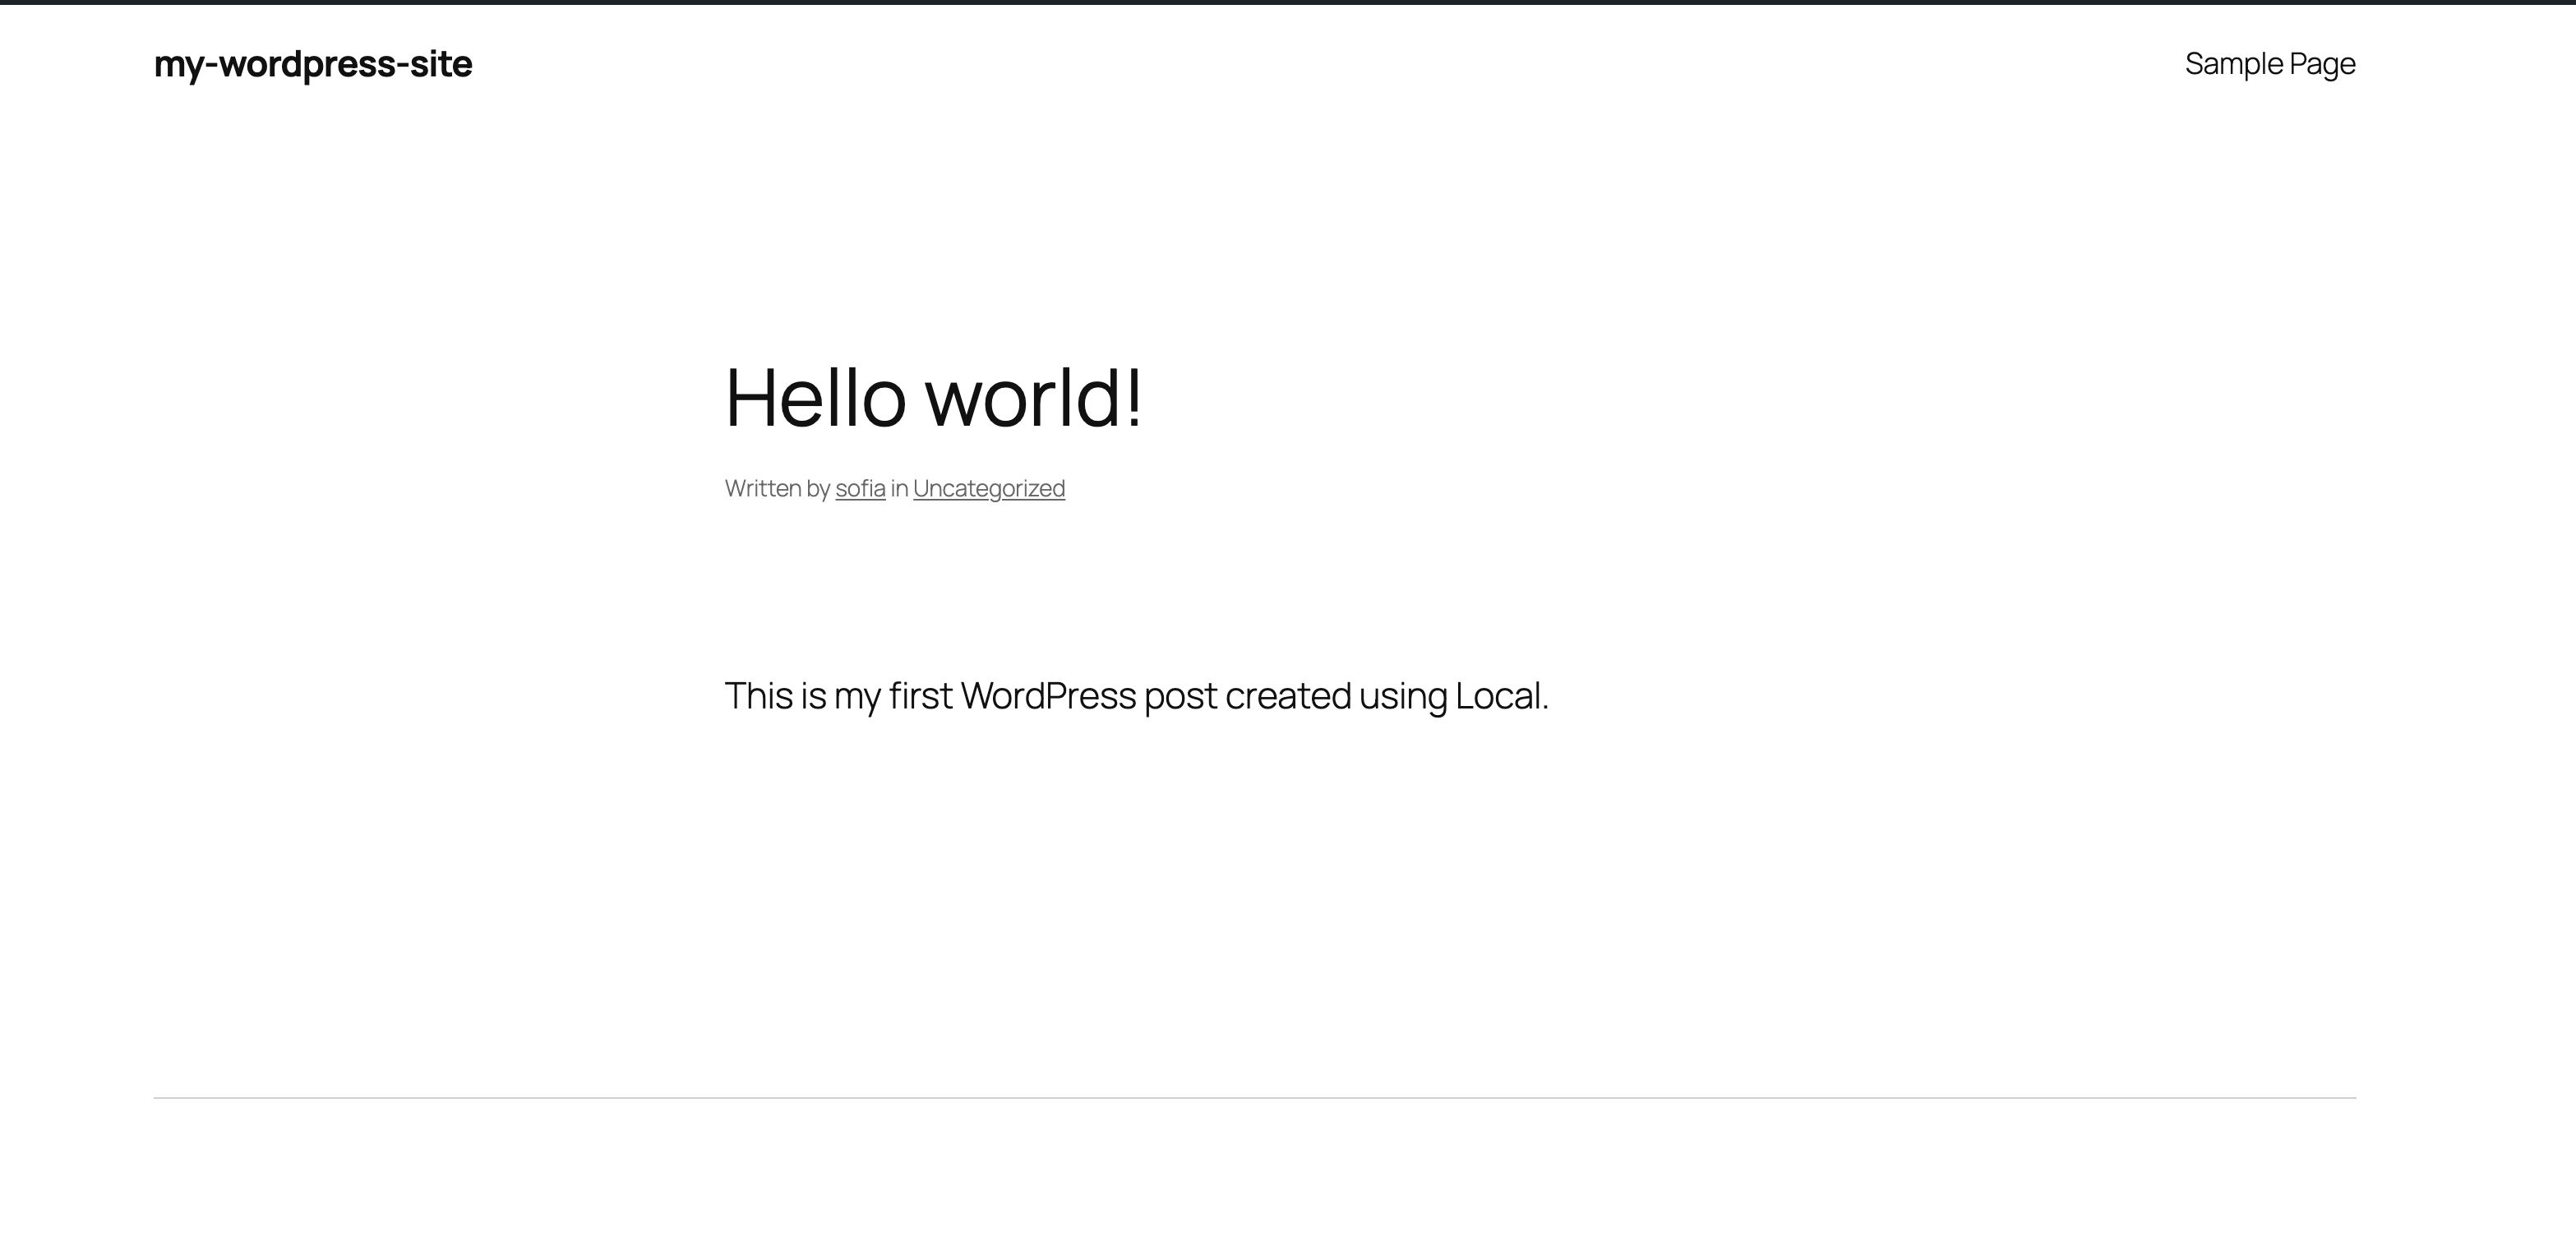 my-wordpress-site
Sample Page
Hello world!
Written by sofia in Uncategorized
This is my first WordPress post created using Local.